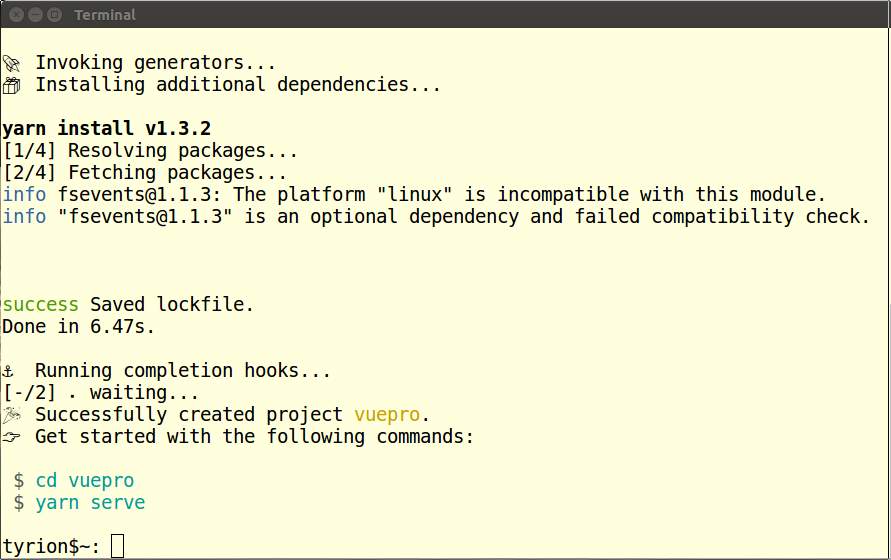 Terminal
🚀 Invoking generators...
📦 Installing additional dependencies...
yarn install v1.3.2
[1/4] Resolving packages...
[2/4] Fetching packages...
info fsevents@1.1.3: The platform "linux" is incompatible with this module.
info "fsevents@1.1.3" is an optional dependency and failed compatibility check.
success Saved lockfile.
Done in 6.47s.
⚓ Running completion hooks...
[-/2] ⠂ waiting...
🎉 Successfully created project vuepro.
👉 Get started with the following commands:
$ cd vuepro
$ yarn serve
tyrion$~: